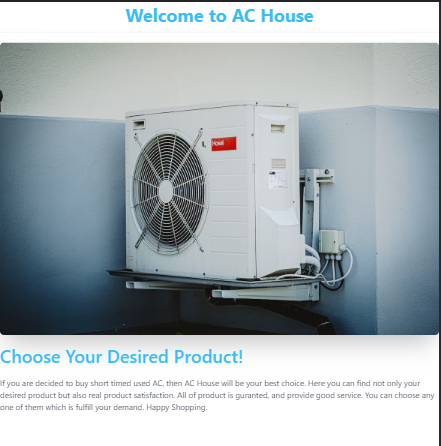 Welcome to AC House
Choose Your Desired Product!
If you are decided to buy short timed used AC, then AC House will be your best choice. Here you can find not only your
desired product but also real product satisfaction. All of product is guranted, and provide good service. You can choose any
one of them which is fulfill your demand. Happy Shopping.